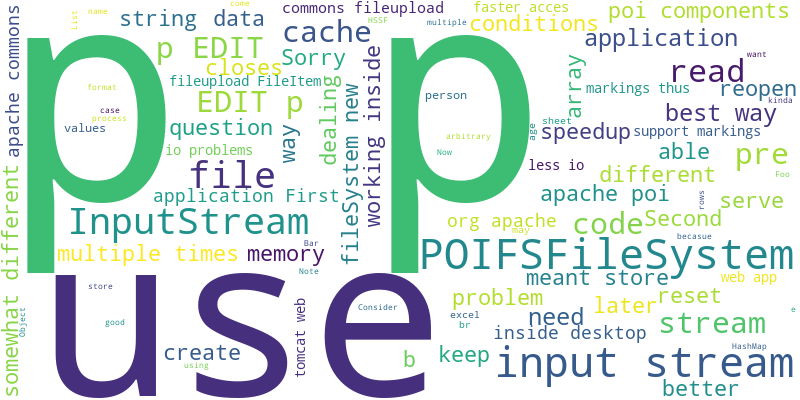 p p
use
apache commons
string data
p EDIT
closes
Sorry
commons fileupload
cache
HSSF
multiple
come
faster acces
conditions
poi components
application
List
name
fileupload FileItem
EDIT p
format
case
process
values
question
io problems
way
dealing
fileSystem new
working inside
person
arbitrary
Now
array
read
markings thus
reopen
want
kinda
best way
speedup
support markings
age
sheet
able
pre
less io
different
Foo
file
application First
InputStream
multiple times
memory
Bar
Note
somewhat different
apache poi
rows
serve
org apache
may
code
Second
because
POIFSFileSystem
meant store
web app
problem
later
reset
store
Object
good
create
using
tomcat web
Consider
b
keep
excel
br
need
inside desktop
stream
HashMap
e
input stream
better